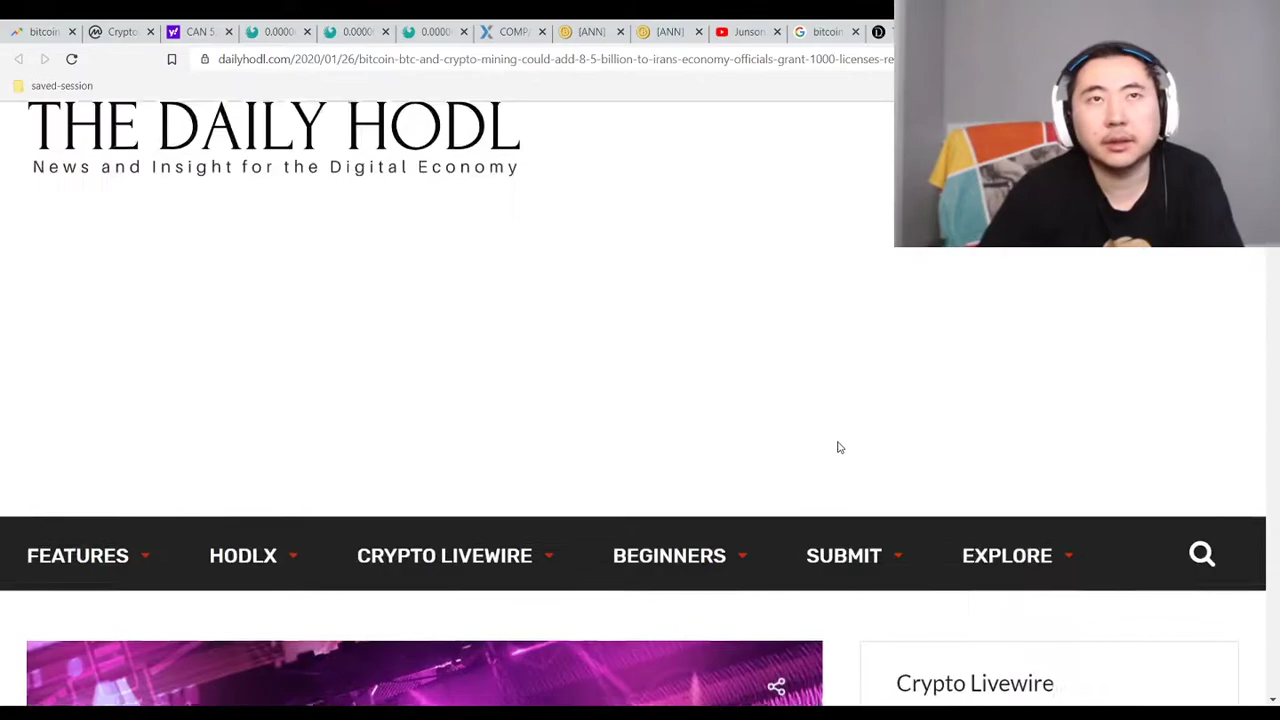 bitcoin
Crypto
CAN 5
0.0000
0.0000
0.0000
COMP
[ANN]
[ANN]
Junson
bitcoin
dailyhodl.com/2020/01/26/bitcoin-btc-and-crypto-mining-could-add-8-5-billion-to-irans-economy-officials-grant-1000-licenses-re
saved-session
THE DAILY HODL
News and Insight for the Digital Economy
FEATURES HODLX CRYPTO LIVEWIRE BEGINNERS SUBMIT EXPLORE
Crypto Livewire